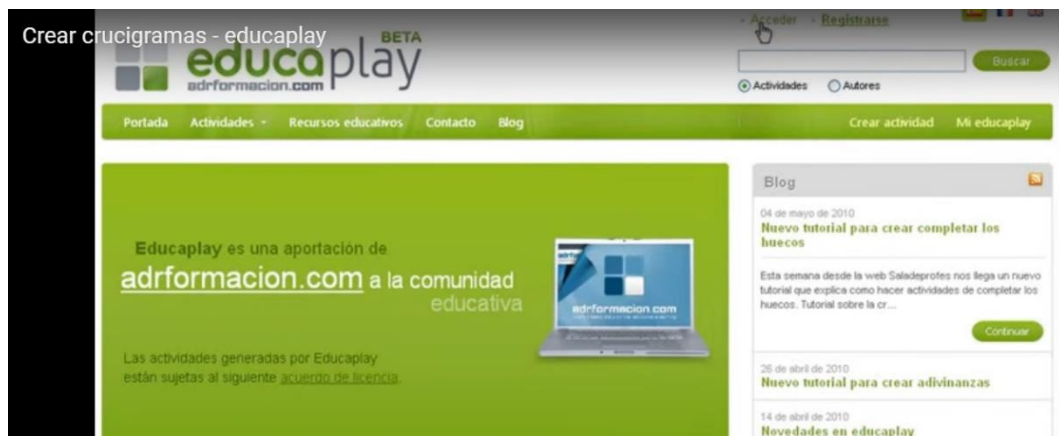 Crear crucigramas - educaplay
Acceder Registrarse
educaplay BETA
adrformacion.com
Buscar
Actividades Autores
Portada Actividades Recursos educativos Contacto Blog Crear actividad Mi educaplay
Educaplay es una aportación de
adrformacion.com a la comunidad
educativa
adrformacion.com
Las actividades generadas por Educaplay
están sujetas al siguiente acuerdo de licencia.
Blog
04 de mayo de 2010
Nuevo tutorial para crear completar los
huecos
Esta semana desde la web Saladeprofes nos llega un nuevo
tutorial que explica como hacer actividades de completar los
huecos. Tutorial sobre la cr...
Continuar
26 de abril de 2010
Nuevo tutorial para crear adivinanzas
14 de abril de 2010
Novedades en educaplay